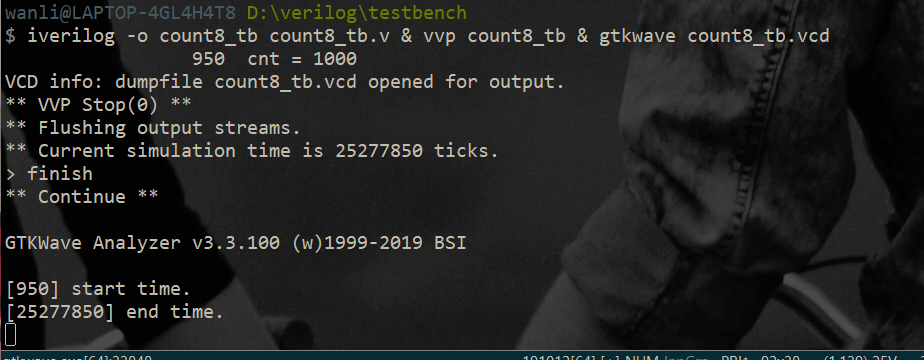 wanli@LAPTOP-4GL4H4T8 D:\verilog\testbench
$ iverilog -o count8_tb count8_tb.v & vvp count8_tb & gtkwave count8_tb.vcd
950 cnt = 1000
VCD info: dumpfile count8_tb.vcd opened for output.
** VVP Stop(0) **
** Flushing output streams.
** Current simulation time is 25277850 ticks.
> finish
** Continue **
GTKWave Analyzer v3.3.100 (w)1999-2019 BSI
[950] start time.
[25277850] end time.